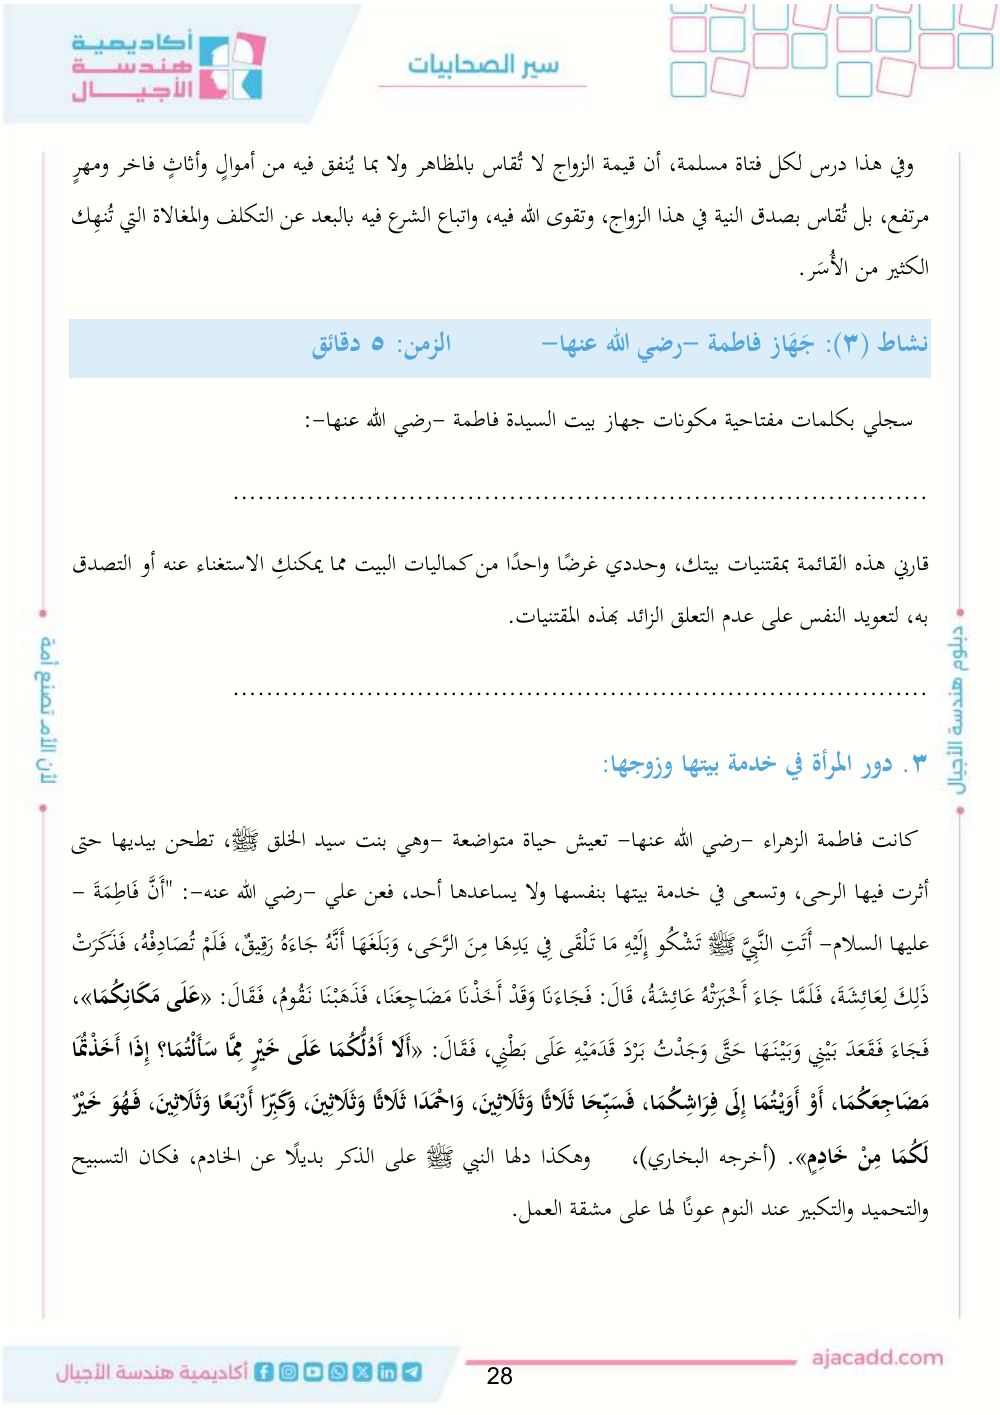 أكاديمية
هندسة
الأجيال
سير الصحابيات
وفي هذا درس لكل فتاة مسلمة، أن قيمة الزواج لا تُقاس بالمظاهر ولا بما يُنفق فيه من أموالٍ وأثاثٍ فاخر ومهرٍ
مرتفع، بل تُقاس بصدق النية في هذا الزواج، وتقوى الله فيه، واتباع الشرع فيه بالبعد عن التكلف والمغالاة التي تُنهِك
الكثير من الأُسَر.
نشاط (٣): جَهَاز فاطمة –رضي الله عنها– الزمن: ٥ دقائق
سجلي بكلمات مفتاحية مكونات جهاز بيت السيدة فاطمة –رضي الله عنها–:
....................................................................................
قارني هذه القائمة بمقتنيات بيتك، وحددي غرضًا واحدًا من كماليات البيت مما يمكنكِ الاستغناء عنه أو التصدق
به، لتعويد النفس على عدم التعلق الزائد بهذه المقتنيات.
....................................................................................
٣. دور المرأة في خدمة بيتها وزوجها:
كانت فاطمة الزهراء –رضي الله عنها– تعيش حياة متواضعة –وهي بنت سيد الخلق ﷺ، تطحن بيديها حتى
أثرت فيها الرحى، وتسعى في خدمة بيتها بنفسها ولا يساعدها أحد، فعن علي –رضي الله عنه–: "أَنَّ فَاطِمَةَ –
عليها السلام– أَتَتِ النَّبِيَّ ﷺ تَشْكُو إِلَيْهِ مَا تَلْقَى فِي يَدِهَا مِنَ الرَّحَى، وَبَلَغَهَا أَنَّهُ جَاءَهُ رَقِيقٌ، فَلَمْ تُصَادِفْهُ، فَذَكَرَتْ
ذَلِكَ لِعَائِشَةَ، فَلَمَّا جَاءَ أَخْبَرَتْهُ عَائِشَةُ، قَالَ: فَجَاءَنَا وَقَدْ أَخَذْنَا مَضَاجِعَنَا، فَذَهَبْنَا نَقُومُ، فَقَالَ: «عَلَى مَكَانِكُمَا»،
فَجَاءَ فَقَعَدَ بَيْنِي وَبَيْنَهَا حَتَّى وَجَدْتُ بَرْدَ قَدَمَيْهِ عَلَى بَطْنِي، فَقَالَ: «أَلَا أَدُلُّكُمَا عَلَى خَيْرٍ مِمَّا سَأَلْتُمَا؟ إِذَا أَخَذْتُمَا
مَضَاجِعَكُمَا، أَوْ أَوَيْتُمَا إِلَى فِرَاشِكُمَا، فَسَبِّحَا ثَلَاثًا وَثَلَاثِينَ، وَاحْمَدَا ثَلَاثًا وَثَلَاثِينَ، وَكَبِّرَا أَرْبَعًا وَثَلَاثِينَ، فَهُوَ خَيْرٌ
لَكُمَا مِنْ خَادِمٍ». (أخرجه البخاري)، وهكذا دلها النبي ﷺ على الذكر بديلًا عن الخادم، فكان التسبيح
والتحميد والتكبير عند النوم عونًا لها على مشقة العمل.
دبلوم هندسة الأجيال
لأن الأم تصنع أمة
أكاديمية هندسة الأجيال
28
ajacadd.com